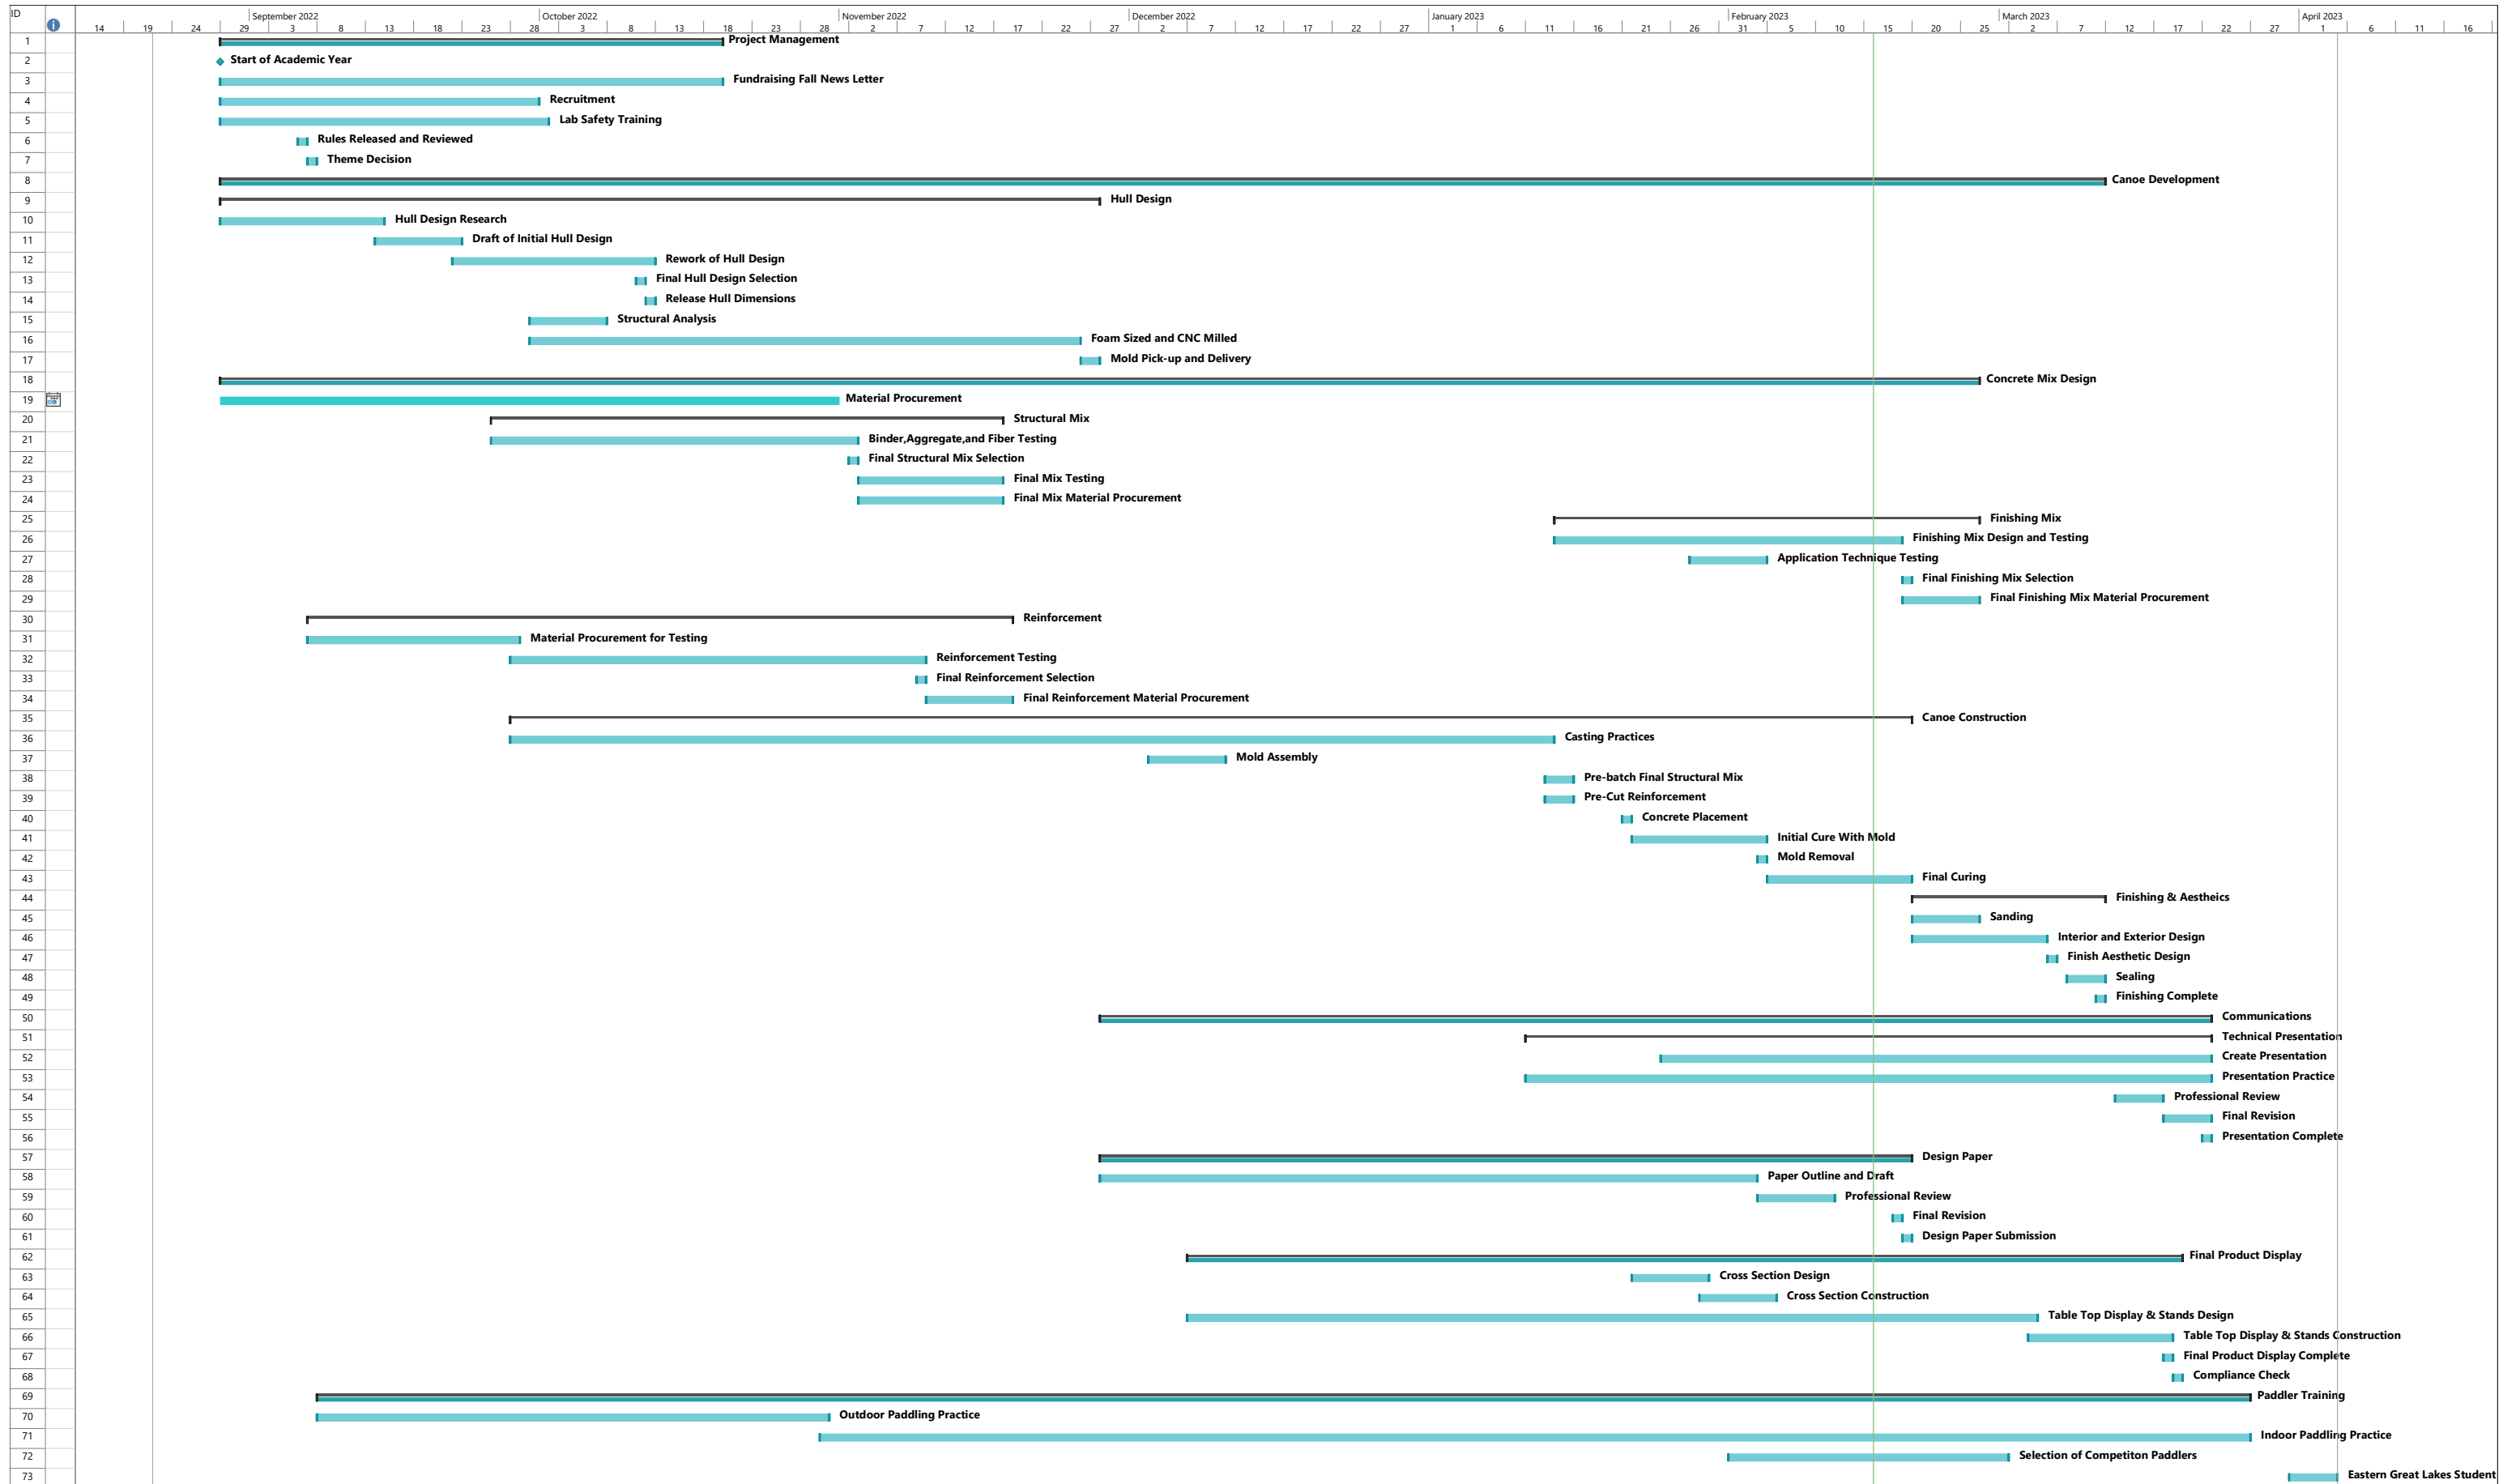 ID
September 2022 October 2022 November 2022 December 2022 January 2023 February 2023 March 2023 April 2023
14 19 24 29 3 8 13 18 23 28 3 8 13 18 23 28 2 7 12 17 22 27 2 7 12 17 22 27 1 6 11 16 21 26 31 5 10 15 20 25 2 7 12 17 22 27 1 6 11 16
1 Project Management
2 Start of Academic Year
3 Fundraising Fall News Letter
4 Recruitment
5 Lab Safety Training
6 Rules Released and Reviewed
7 Theme Decision
8 Canoe Development
9 Hull Design
10 Hull Design Research
11 Draft of Initial Hull Design
12 Rework of Hull Design
13 Final Hull Design Selection
14 Release Hull Dimensions
15 Structural Analysis
16 Foam Sized and CNC Milled
17 Mold Pick-up and Delivery
18 Concrete Mix Design
19 Material Procurement
20 Structural Mix
21 Binder,Aggregate,and Fiber Testing
22 Final Structural Mix Selection
23 Final Mix Testing
24 Final Mix Material Procurement
25 Finishing Mix
26 Finishing Mix Design and Testing
27 Application Technique Testing
28 Final Finishing Mix Selection
29 Final Finishing Mix Material Procurement
30 Reinforcement
31 Material Procurement for Testing
32 Reinforcement Testing
33 Final Reinforcement Selection
34 Final Reinforcement Material Procurement
35 Canoe Construction
36 Casting Practices
37 Mold Assembly
38 Pre-batch Final Structural Mix
39 Pre-Cut Reinforcement
40 Concrete Placement
41 Initial Cure With Mold
42 Mold Removal
43 Final Curing
44 Finishing & Aestheics
45 Sanding
46 Interior and Exterior Design
47 Finish Aesthetic Design
48 Sealing
49 Finishing Complete
50 Communications
51 Technical Presentation
52 Create Presentation
53 Presentation Practice
54 Professional Review
55 Final Revision
56 Presentation Complete
57 Design Paper
58 Paper Outline and Draft
59 Professional Review
60 Final Revision
61 Design Paper Submission
62 Final Product Display
63 Cross Section Design
64 Cross Section Construction
65 Table Top Display & Stands Design
66 Table Top Display & Stands Construction
67 Final Product Display Complete
68 Compliance Check
69 Paddler Training
70 Outdoor Paddling Practice
71 Indoor Paddling Practice
72 Selection of Competiton Paddlers
73 Eastern Great Lakes Student